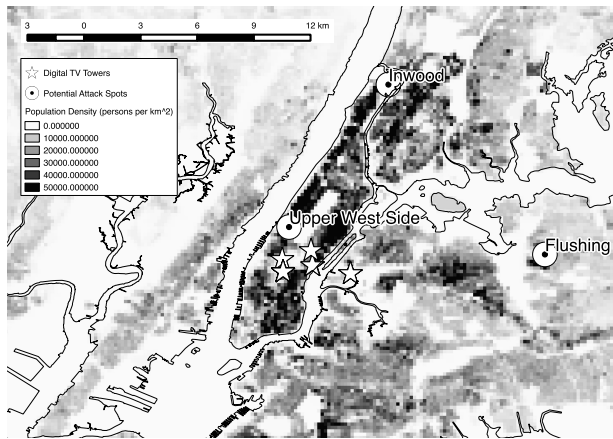 3 0 3 6 9 12 km
Digital TV Towers
Potential Attack Spots
Population Density (persons per km^2)
0.000000
10000.000000
20000.000000
30000.000000
40000.000000
50000.000000
Inwood
Upper West Side
Flushing